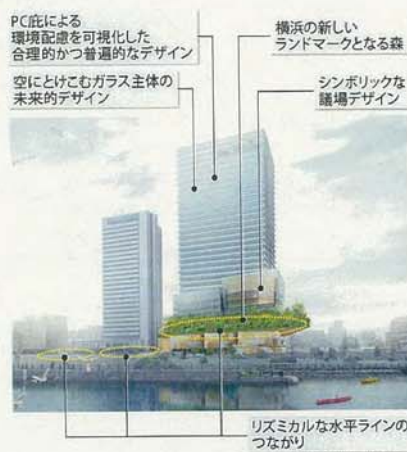 PC庇による
環境配慮を可視化した
合理的かつ普遍的なデザイン
空にとけこむガラス主体の
未来的デザイン
横浜の新しい
ランドマークとなる森
シンボリックな
議場デザイン
リズミカルな水平ラインの
つながり